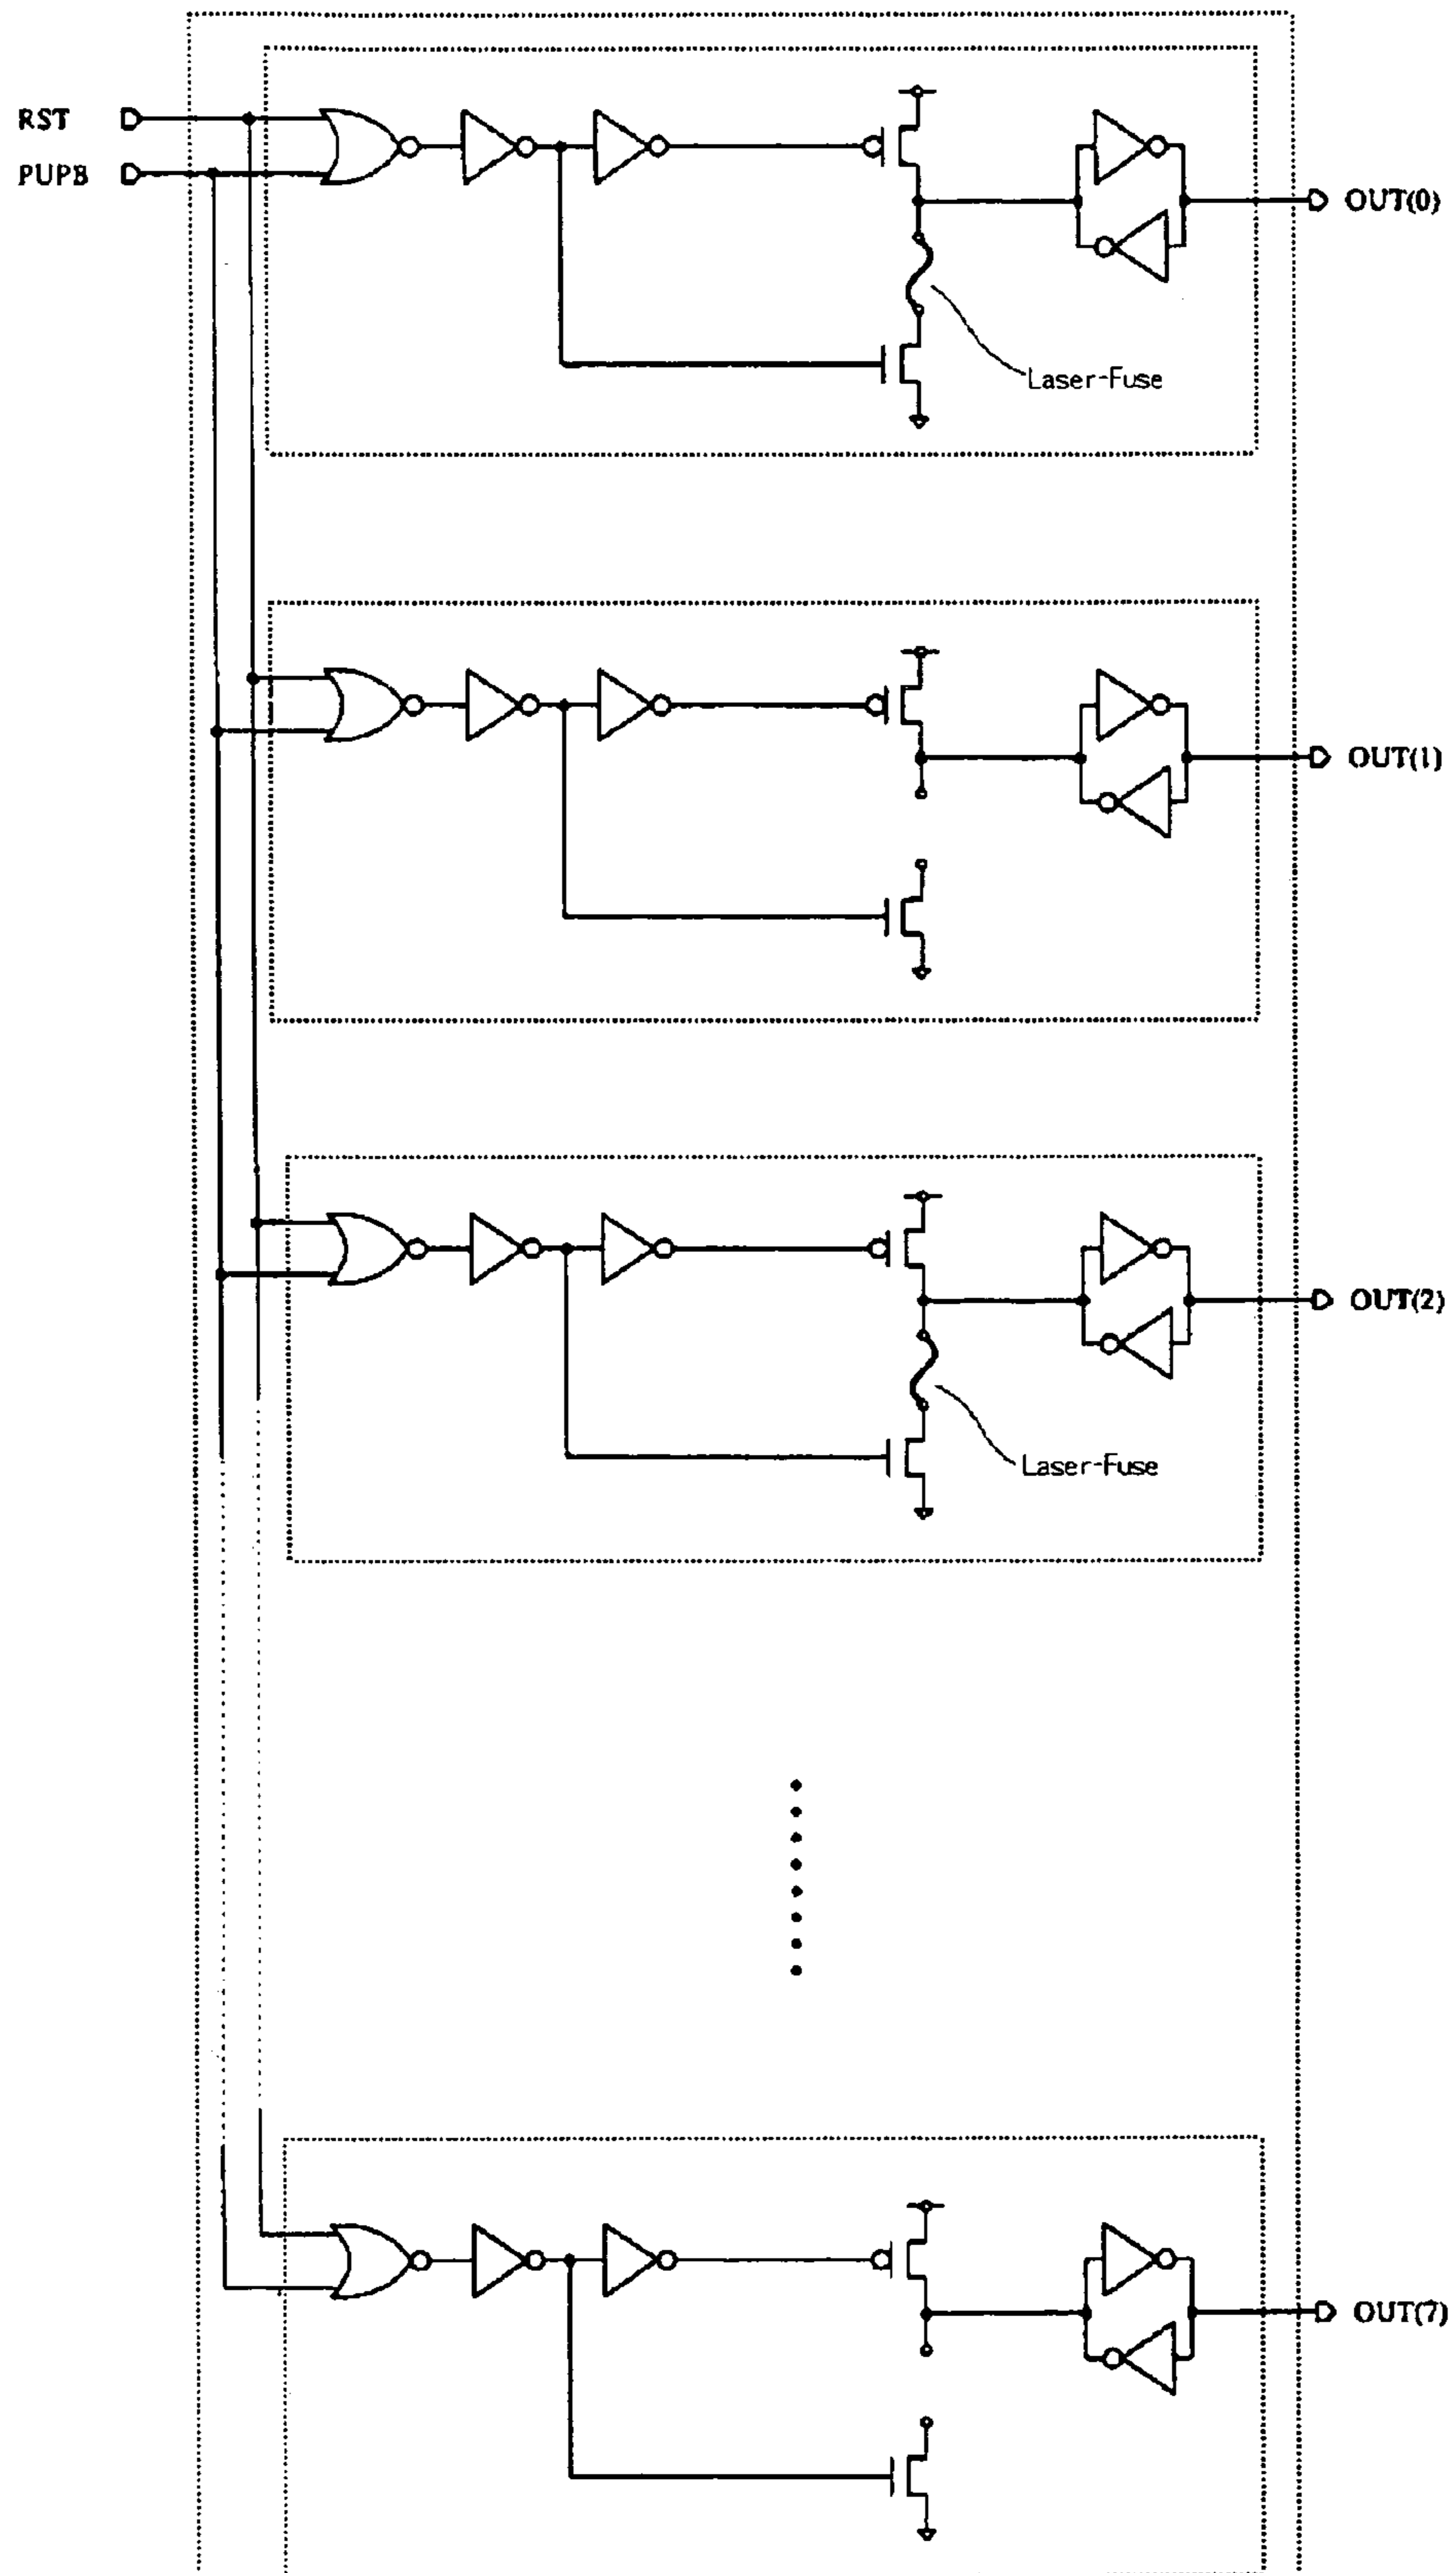 RST
PUPB
OUT(0)
Laser-Fuse
OUT(1)
OUT(2)
Laser-Fuse
OUT(7)